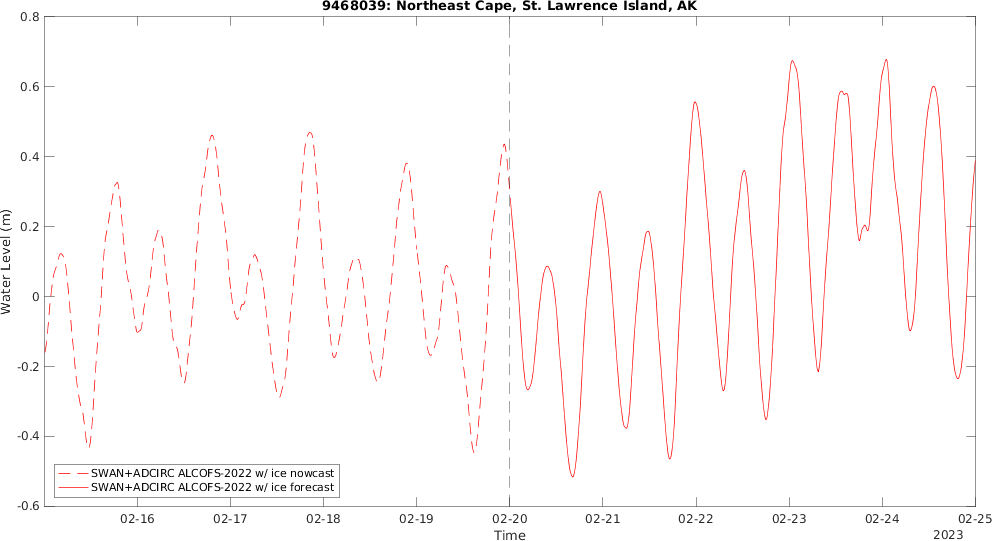 9468039: Northeast Cape, St. Lawrence Island, AK
0.8
0.6
0.4
0.2
0
-0.2
-0.4
-0.6
Water Level (m)
SWAN+ADCIRC ALCOFS-2022 w/ ice nowcast
SWAN+ADCIRC ALCOFS-2022 w/ ice forecast
02-16 02-17 02-18 02-19 02-20 02-21 02-22 02-23 02-24 02-25
Time
2023